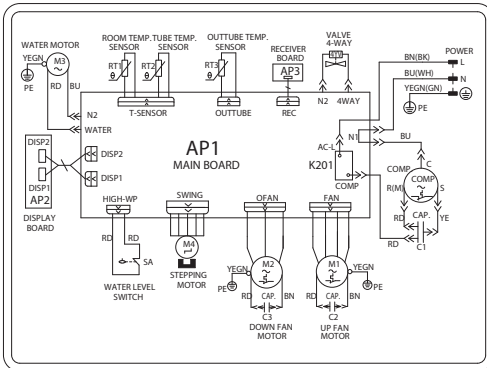 ROOM TEMP. TUBE TEMP. OUTTUBE TEMP.
SENSOR SENSOR SENSOR
RT1 RT2 RT3
T-SENSOR
OUTTUBE
RECEIVER
BOARD
AP3
REC
VALVE
4-WAY
4YV
N2 4WAY
WATER MOTOR
YEGN M3
PE RD BU
N2
WATER
BN(BK) POWER
L
BU(WH)
N
YEGN(GN)
PE
AP1
MAIN BOARD
AC-L
K201
COMP
N1
BU
C
COMP.
COMP
R(M) S
RD CAP. YE
C1
RD
DISP2
DISP1
AP2
DISPLAY
BOARD
DISP2
DISP1
HIGH-WP
RD RD
SA
WATER LEVEL
SWITCH
SWING
M4
STEPPING
MOTOR
OFAN
M2
YEGN
PE
RD CAP. BN
C3
DOWN FAN
MOTOR
FAN
M1
YEGN
PE
RD CAP. BN
C2
UP FAN
MOTOR